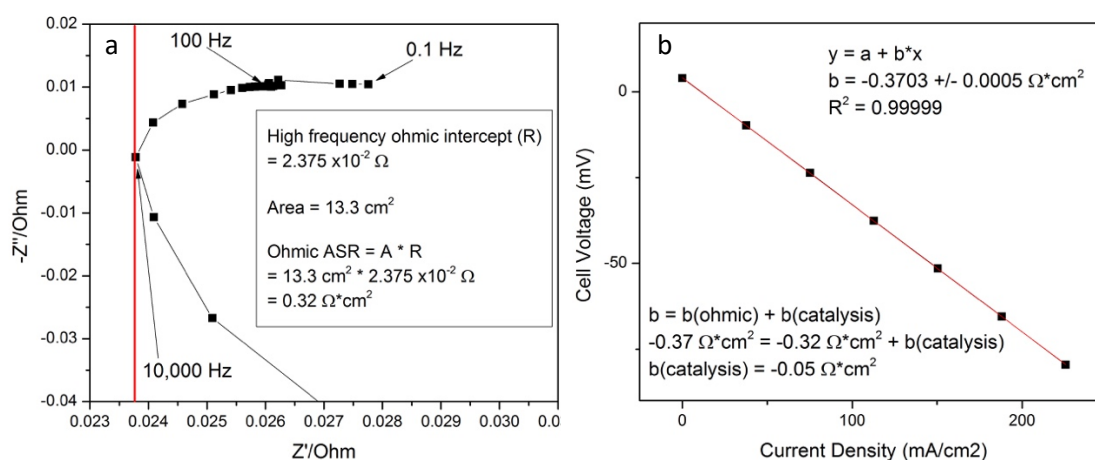 a
0.02
0.01
0.00
-0.01
-0.02
-0.03
-0.04
-Z"/Ohm
100 Hz
0.1 Hz
High frequency ohmic intercept (R)
= 2.375 x10⁻² Ω
Area = 13.3 cm²
Ohmic ASR = A * R
= 13.3 cm² * 2.375 x10⁻² Ω
= 0.32 Ω*cm²
10,000 Hz
0.023 0.024 0.025 0.026 0.027 0.028 0.029 0.030 0.0
Z'/Ohm
b
y = a + b*x
b = -0.3703 +/- 0.0005 Ω*cm²
R² = 0.99999
0
-50
Cell Voltage (mV)
b = b(ohmic) + b(catalysis)
-0.37 Ω*cm² = -0.32 Ω*cm² + b(catalysis)
b(catalysis) = -0.05 Ω*cm²
0 100 200
Current Density (mA/cm2)